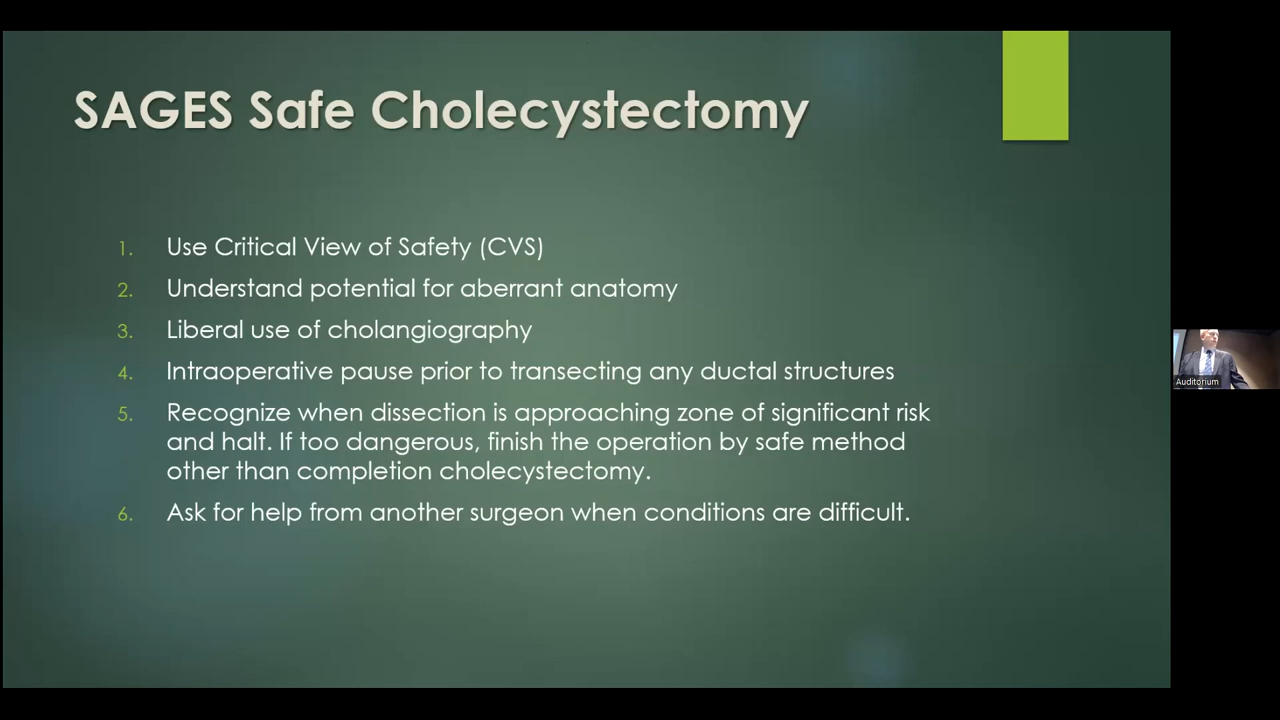 SAGES Safe Cholecystectomy
1. Use Critical View of Safety (CVS)
2. Understand potential for aberrant anatomy
3. Liberal use of cholangiography
4. Intraoperative pause prior to transecting any ductal structures
5. Recognize when dissection is approaching zone of significant risk
and halt. If too dangerous, finish the operation by safe method
other than completion cholecystectomy.
6. Ask for help from another surgeon when conditions are difficult.
Auditorium